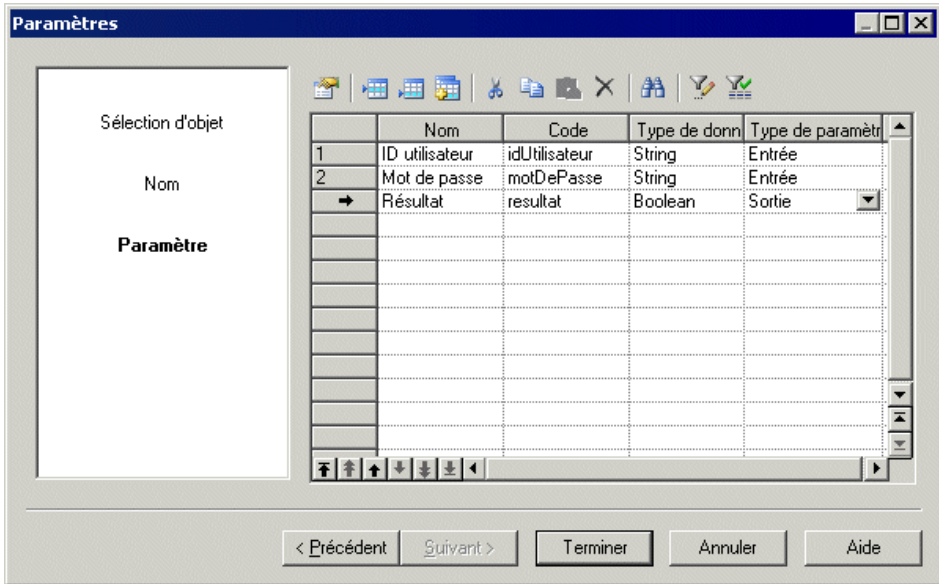 Paramètres
Sélection d'objet
Nom
Paramètre
Nom Code Type de donn Type de paramètr
1 ID utilisateur idUtilisateur String Entrée
2 Mot de passe motDePasse String Entrée
Résultat resultat Boolean Sortie
< Précédent Suivant > Terminer Annuler Aide